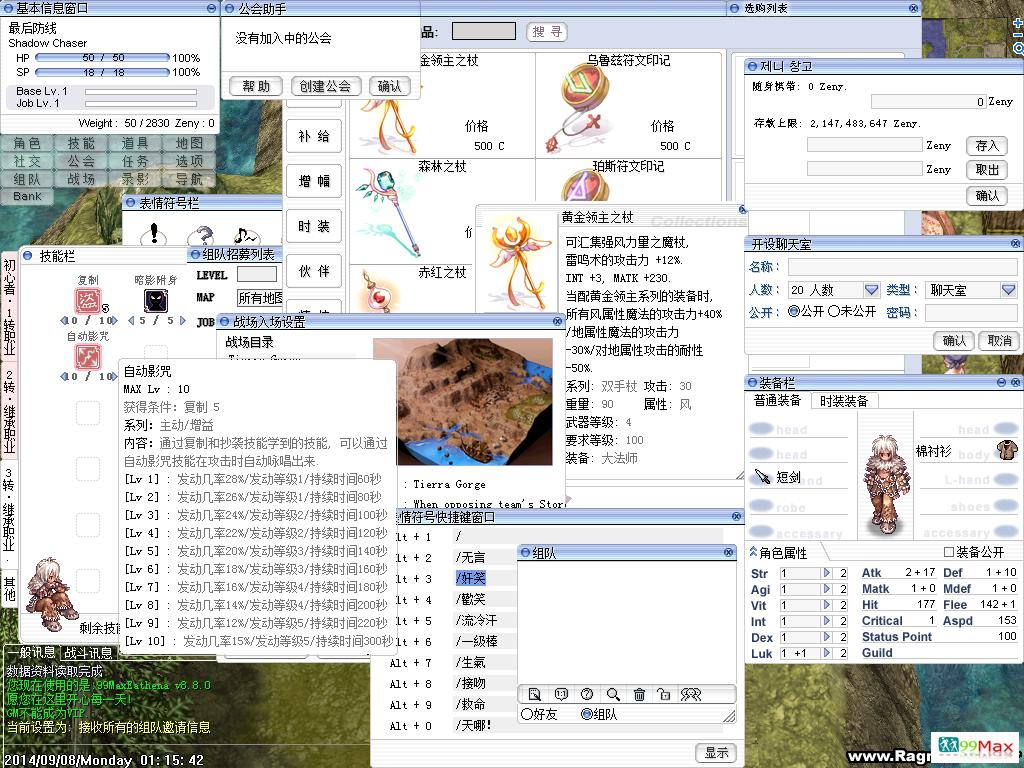 基本信息窗口
最后防线
Shadow Chaser
HP 50 / 50 100%
SP 18 / 18 100%
Base Lv. 1
Job Lv. 1
Weight : 50 / 2830 Zeny : 0
角色 技能 道具 地图
社交 公会 任务 选项
组队 战场 录影 导航
Bank
公会助手
没有加入中的公会
帮助 创建公会 确认
品: 搜 寻
选购列表
补 给
增 幅
时 装
伙 伴
金领主之杖
价格
500 C
乌鲁兹符文印记
价格
500 C
森林之杖
珀斯符文印记
赤红之杖
제니 창고
随身携带: 0 Zeny.
0 Zeny
存款上限: 2,147,483,647 Zeny.
Zeny 存入
Zeny 取出
确认
表情符号栏
技能栏
初心者·1转职业
2转·继承职业
3转·继承职业
其他
复制 5
10 / 10
暗影附身
5 / 5
自动影咒
10 / 10
剩余技
组队招募列表
LEVEL
MAP 所有地图
JOB
战场入场设置
战场目录
Tierra Gorge
: Tierra Gorge
: When opposing team's Stor
自动影咒
MAX Lv : 10
获得条件: 复制 5
系列: 主动/增益
内容: 通过复制和抄袭技能学到的技能, 可以通过
自动影咒技能在攻击时自动咏唱出来.
[Lv 1] : 发动几率28%/发动等级1/持续时间60秒
[Lv 2] : 发动几率26%/发动等级1/持续时间80秒
[Lv 3] : 发动几率24%/发动等级2/持续时间100秒
[Lv 4] : 发动几率22%/发动等级2/持续时间120秒
[Lv 5] : 发动几率20%/发动等级3/持续时间140秒
[Lv 6] : 发动几率18%/发动等级3/持续时间160秒
[Lv 7] : 发动几率16%/发动等级4/持续时间180秒
[Lv 8] : 发动几率14%/发动等级4/持续时间200秒
[Lv 9] : 发动几率12%/发动等级5/持续时间220秒
[Lv 10] : 发动几率15%/发动等级5/持续时间300秒
黄金领主之杖
Collections
可汇集强风力量之魔杖,
雷鸣术的攻击力 +12%.
INT +3, MATK +230.
当配黄金领主系列的装备时,
所有风属性魔法的攻击力+40%
/地属性魔法的攻击力
-30%/对地属性攻击的耐性
-50%.
系列: 双手杖 攻击: 30
重量: 90 属性: 风
武器等级: 4
要求等级: 100
装备: 大法师
开设聊天室
名称:
人数: 20 人数 类型: 聊天室
公开: 公开 未公开 密码:
确认 取消
装备栏
普通装备 时装装备
head head
head 棉衬衫 body
短剑 L-hand
robe shoes
accessary accessary
角色属性 装备公开
Str 1 2 Atk 2 + 17 Def 1 + 10
Agi 1 2 Matk 1 + 0 Mdef 1 + 0
Vit 1 2 Hit 177 Flee 142 + 1
Int 1 2 Critical 1 Aspd 153
Dex 1 2 Status Point 100
Luk 1 +1 2 Guild
情符号快捷键窗口
lt + 1 /
lt + 2 /无言
lt + 3 /奸笑
lt + 4 /歡笑
lt + 5 /流冷汗
lt + 6 /一级棒
Alt + 7 /生氣
Alt + 8 /接吻
Alt + 9 /救命
Alt + 0 /天哪!
显示
组队
好友 组队
一般讯息 战斗讯息
数据资料读取完成
您现在使用的是:99MaxEathena v8.8.0
愿您在这里开心每一天!
GM不能成为VIP
当前设置为: 接收所有的组队邀请信息
2014/09/08/Monday 01:15:42
www.Ragn
99Max